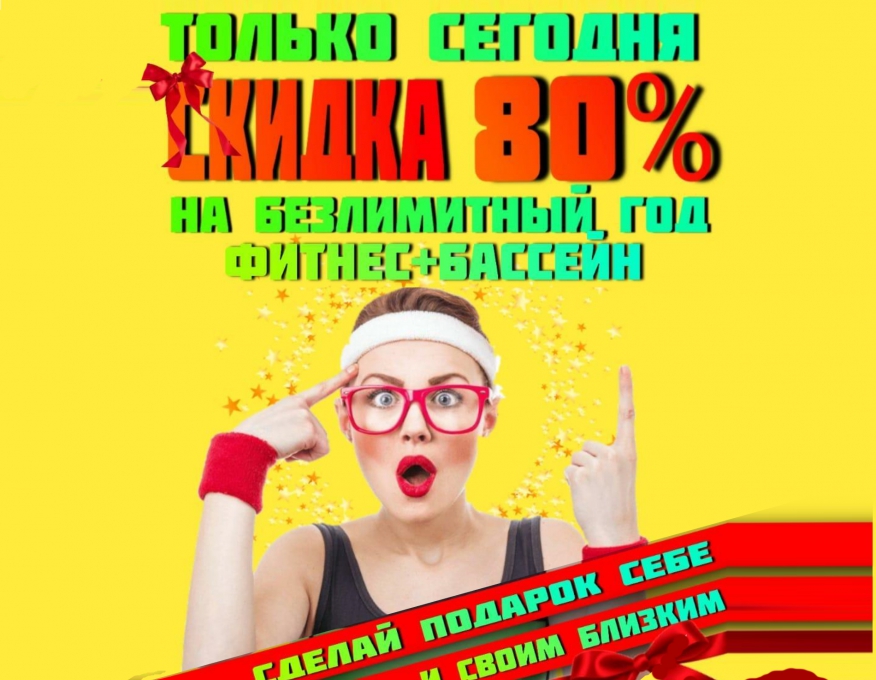 ТОЛЬКО СЕГОДНЯ
СКИДКА 80%
НА БЕЗЛИМИТНЫЙ ГОД
ФИТНЕС+БАССЕЙН
СДЕЛАЙ ПОДАРОК СЕБЕ
И СВОИМ БЛИЗКИМ